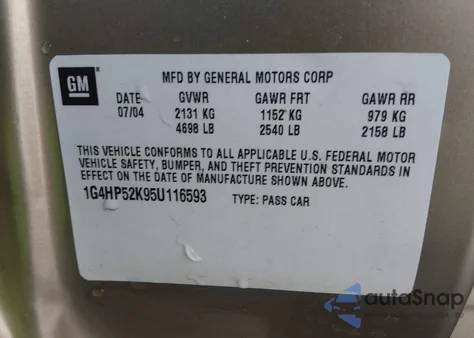 GM
MFD BY GENERAL MOTORS CORP
DATE GVWR GAWR FRT GAWR RR
07/04 2131 KG 1152 KG 979 KG
4698 LB 2540 LB 2158 LB
THIS VEHICLE CONFORMS TO ALL APPLICABLE U.S. FEDERAL MOTOR
VEHICLE SAFETY, BUMPER, AND THEFT PREVENTION STANDARDS IN
EFFECT ON THE DATE OF MANUFACTURE SHOWN ABOVE.
1G4HP52K95U116593 TYPE: PASS CAR
autoSnap